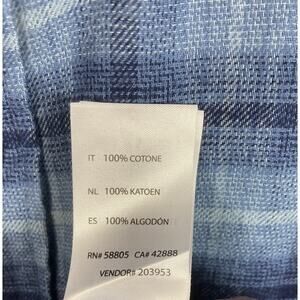 IT 100% COTONE
NL 100% KATOEN
ES 100% ALGODÓN
RN# 58805 CA# 42888
VENDOR# 203953